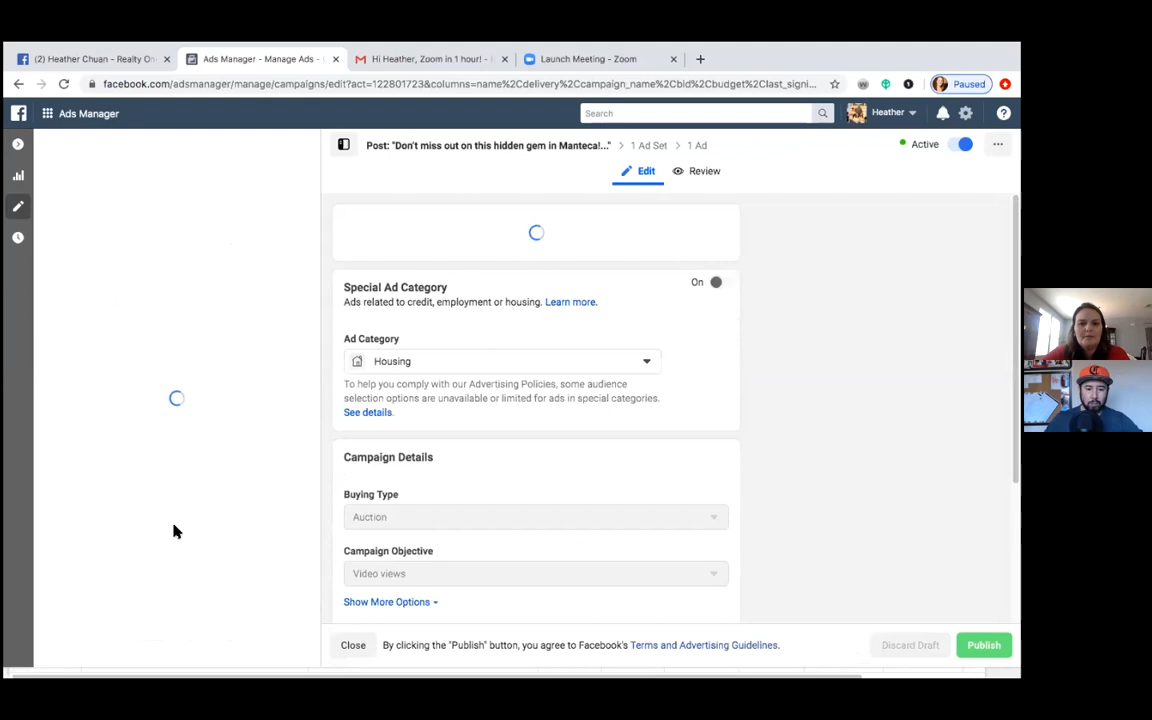 (2) Heather Chuan - Realty On
Ads Manager - Manage Ads -
Hi Heather, Zoom in 1 hour! -
Launch Meeting - Zoom
facebook.com/adsmanager/manage/campaigns/edit?act=122801723&columns=name%2Cdelivery%2Ccampaign_name%2Cbid%2Cbudget%2Clast_signi...
Paused
Ads Manager
Search
Heather
Post: "Don't miss out on this hidden gem in Manteca!..." > 1 Ad Set > 1 Ad
Active
Edit
Review
Special Ad Category
On
Ads related to credit, employment or housing. Learn more.
Ad Category
Housing
To help you comply with our Advertising Policies, some audience
selection options are unavailable or limited for ads in special categories.
See details.
Campaign Details
Buying Type
Auction
Campaign Objective
Video views
Show More Options
Close
By clicking the "Publish" button, you agree to Facebook's Terms and Advertising Guidelines.
Discard Draft
Publish